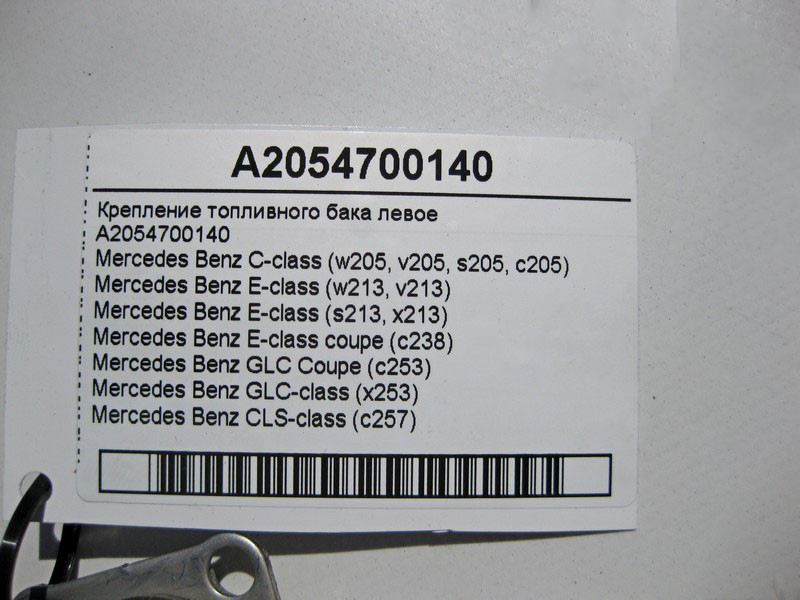 A2054700140
Крепление топливного бака левое
A2054700140
Mercedes Benz C-class (w205, v205, s205, c205)
Mercedes Benz E-class (w213, v213)
Mercedes Benz E-class (s213, x213)
Mercedes Benz E-class coupe (c238)
Mercedes Benz GLC Coupe (c253)
Mercedes Benz GLC-class (x253)
Mercedes Benz CLS-class (c257)